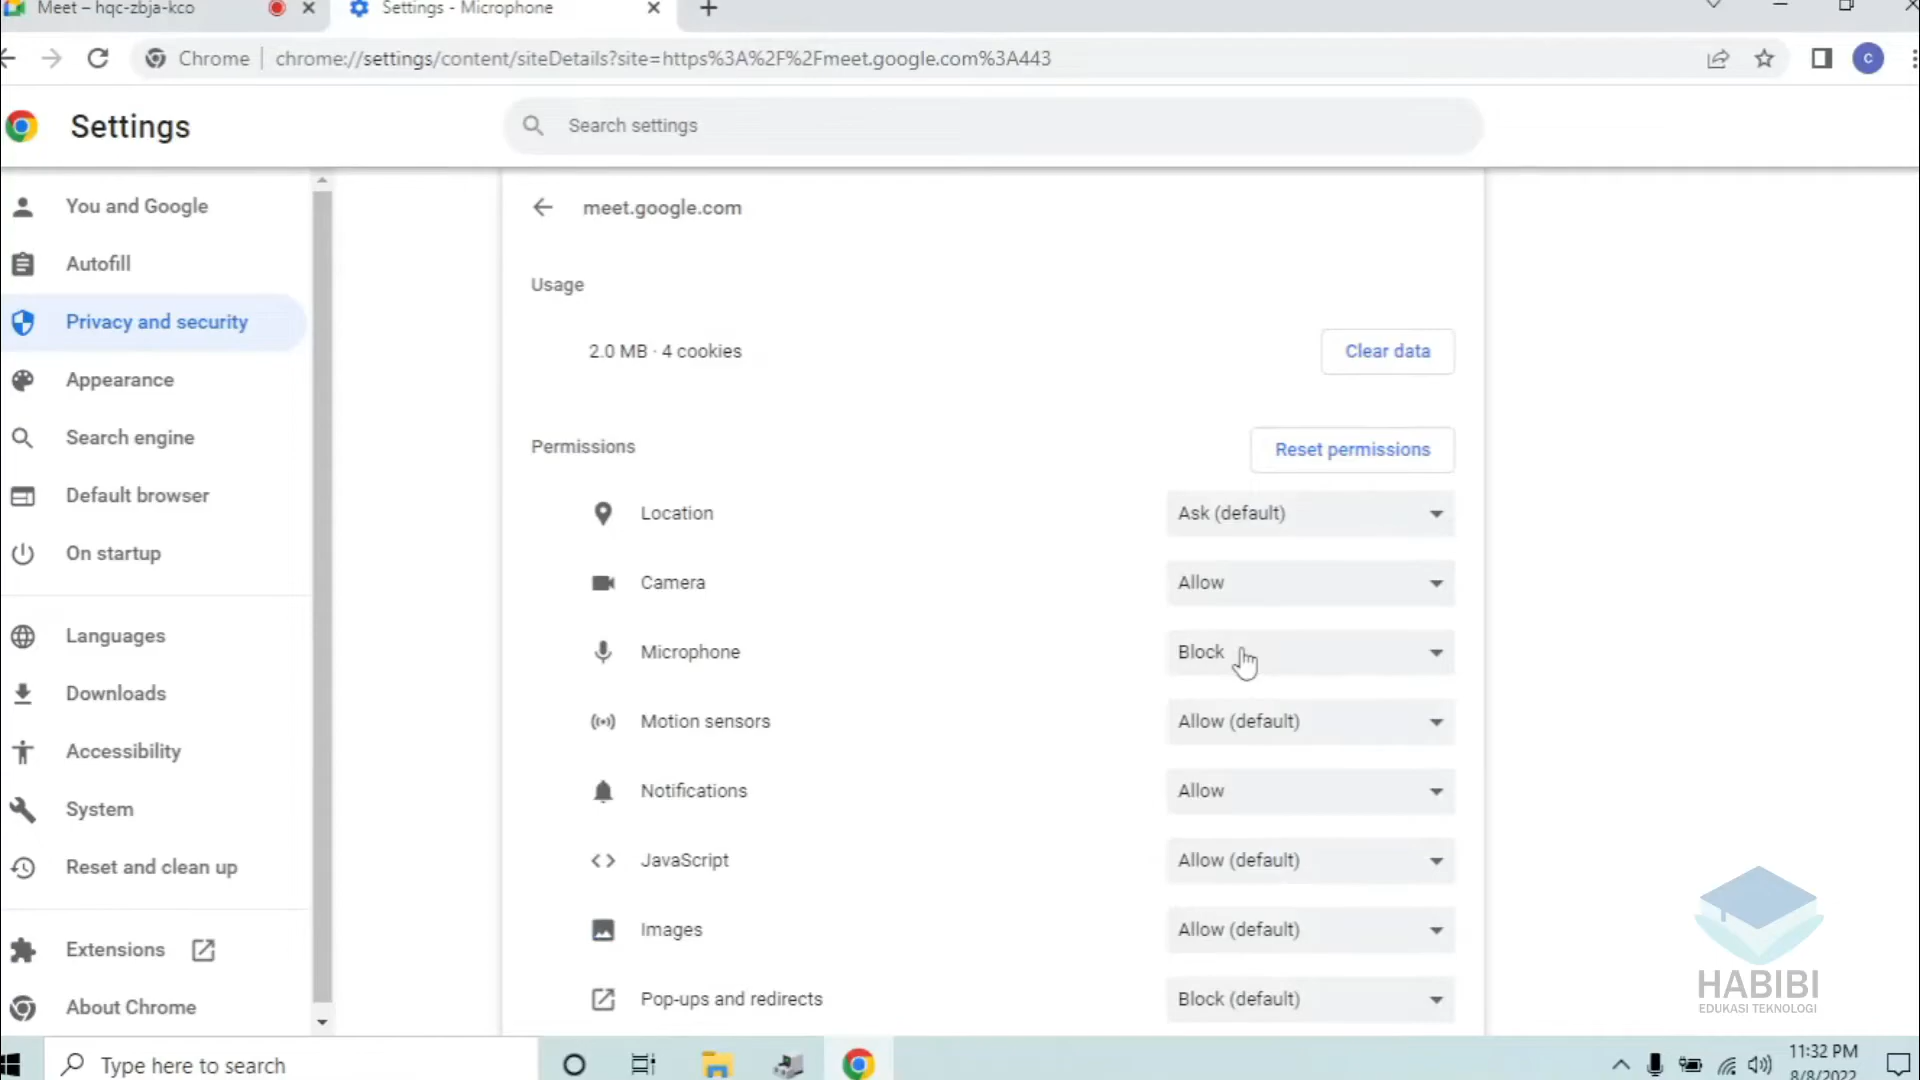 Meet – hqc-zbja-kco
Settings - Microphone
Chrome
chrome://settings/content/siteDetails?site=https%3A%2F%2Fmeet.google.com%3A443
C
Settings
Search settings
You and Google
Autofill
Privacy and security
Appearance
Search engine
Default browser
On startup
Languages
Downloads
Accessibility
System
Reset and clean up
Extensions
About Chrome
meet.google.com
Usage
2.0 MB · 4 cookies
Clear data
Permissions
Reset permissions
Location
Ask (default)
Camera
Allow
Microphone
Block
Motion sensors
Allow (default)
Notifications
Allow
JavaScript
Allow (default)
Images
Allow (default)
Pop-ups and redirects
Block (default)
HABIBI
EDUKASI TEKNOLOGI
Type here to search
11:32 PM
8/8/2022